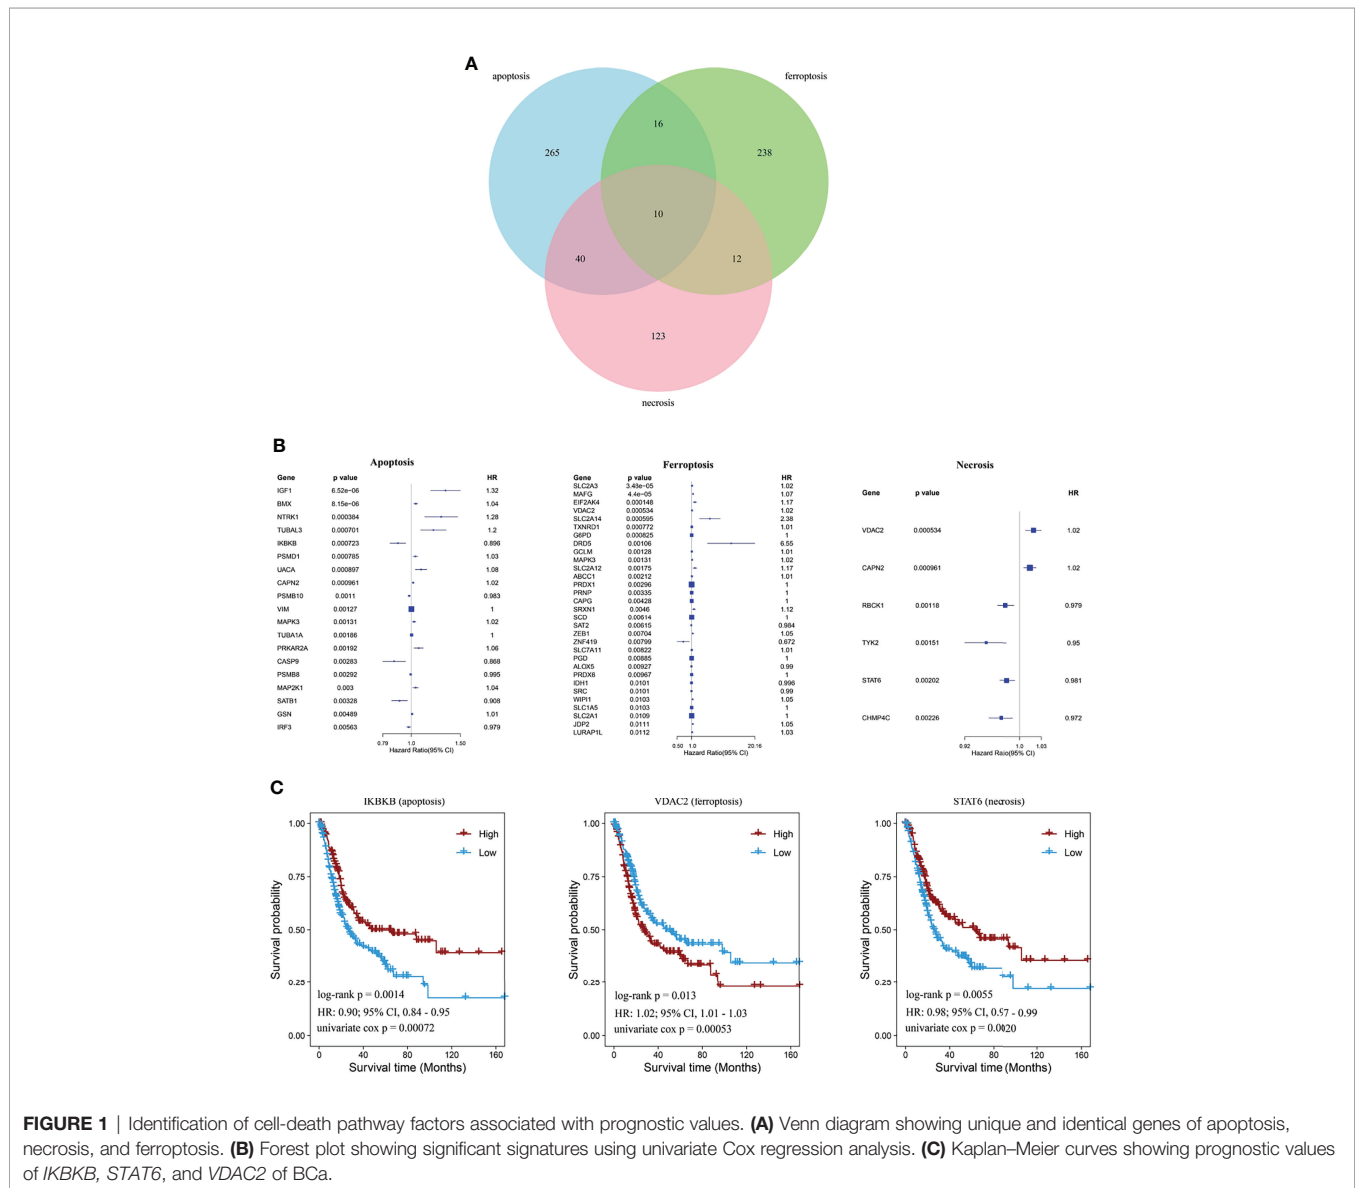 A
apoptosis
ferroptosis
16
265
238
10
40
12
123
necrosis
B
Apoptosis
Gene p value HR
IGF1 6.52e−06 1.32
BMX 8.15e−06 1.04
NTRK1 0.000384 1.28
TUBAL3 0.000701 1.2
IKBKB 0.000723 0.896
PSMD1 0.000785 1.03
UACA 0.000897 1.08
CAPN2 0.000961 1.02
PSMB10 0.0011 0.983
VIM 0.00127 1
MAPK3 0.00131 1.02
TUBA1A 0.00186 1
PRKAR2A 0.00192 1.06
CASP9 0.00283 0.868
PSMB8 0.00292 0.995
MAP2K1 0.003 1.04
SATB1 0.00328 0.908
GSN 0.00489 1.01
IRF3 0.00563 0.979
0.79 1.0 1.50
Hazard Ratio(95% CI)
Ferroptosis
Gene p value HR
SLC2A3 3.48e−05 1.02
MAFG 4.4e−05 1.07
EIF2AK4 0.000148 1.17
VDAC2 0.000534 1.02
SLC2A14 0.000595 2.38
TXNRD1 0.000772 1.01
G6PD 0.000825 1
DRD5 0.00106 6.55
GCLM 0.00128 1.01
MAPK3 0.00131 1.02
SLC2A12 0.00175 1.17
ABCC1 0.00212 1.01
PRDX1 0.00296 1
PRNP 0.00335 1
CAPG 0.00428 1
SRXN1 0.0046 1.12
SCD 0.00614 1
SAT2 0.00615 0.984
ZEB1 0.00704 1.05
ZNF419 0.00799 0.672
SLC7A11 0.00822 1.01
PGD 0.00885 1
ALOX5 0.00927 0.99
PRDX6 0.00967 1
IDH1 0.0101 0.996
SRC 0.0101 0.99
WIPI1 0.0103 1.05
SLC1A5 0.0103 1
SLC2A1 0.0109 1
JDP2 0.0111 1.05
LURAP1L 0.0112 1.03
0.50 1.0 20.16
Hazard Ratio(95% CI)
Necrosis
Gene p value HR
VDAC2 0.000534 1.02
CAPN2 0.000961 1.02
RBCK1 0.00118 0.979
TYK2 0.00151 0.95
STAT6 0.00202 0.981
CHMP4C 0.00226 0.972
0.92 1.0 1.03
Hazard Ratio(95% CI)
C
IKBKB (apoptosis)
Survival probability
1.00
0.75
0.50
0.25
0.00
High
Low
log-rank p = 0.0014
HR: 0.90; 95% CI, 0.84 - 0.95
univariate cox p = 0.00072
0 40 80 120 160
Survival time (Months)
VDAC2 (ferroptosis)
Survival probability
1.00
0.75
0.50
0.25
0.00
High
Low
log-rank p = 0.013
HR: 1.02; 95% CI, 1.01 - 1.03
univariate cox p = 0.00053
0 40 80 120 160
Survival time (Months)
STAT6 (necrosis)
Survival probability
1.00
0.75
0.50
0.25
0.00
High
Low
log-rank p = 0.0055
HR: 0.98; 95% CI, 0.97 - 0.99
univariate cox p = 0.0020
0 40 80 120 160
Survival time (Months)
FIGURE 1 | Identification of cell-death pathway factors associated with prognostic values. (A) Venn diagram showing unique and identical genes of apoptosis,
necrosis, and ferroptosis. (B) Forest plot showing significant signatures using univariate Cox regression analysis. (C) Kaplan–Meier curves showing prognostic values
of IKBKB, STAT6, and VDAC2 of BCa.